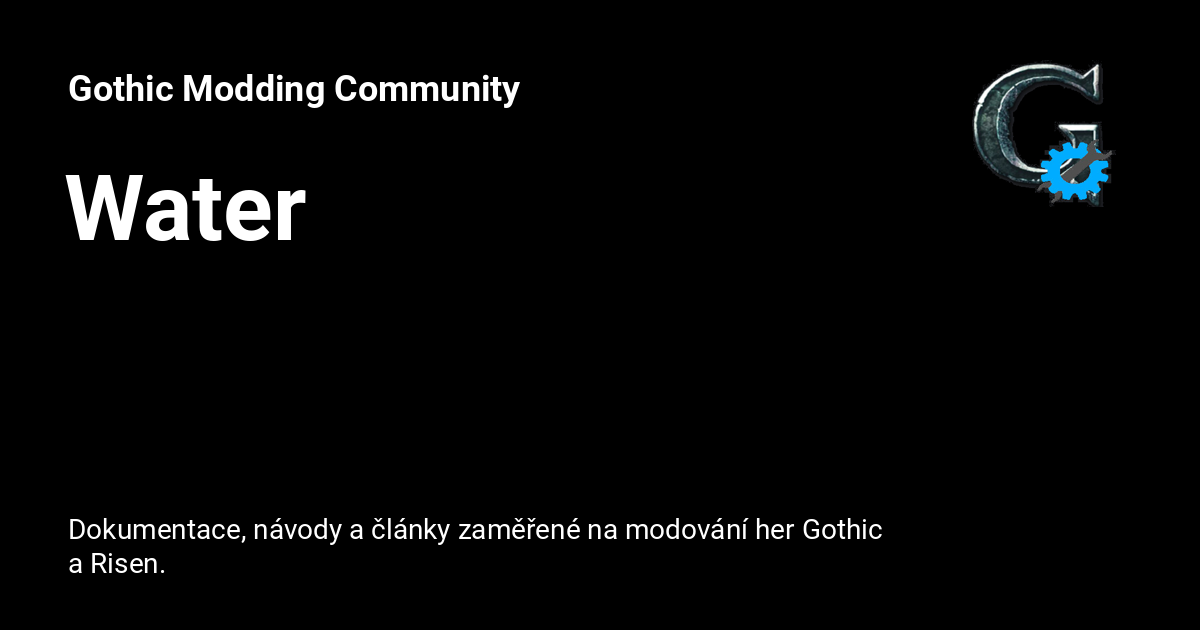 Gothic Modding Community
Water
Dokumentace, návody a články zaměřené na modování her Gothic
a Risen.